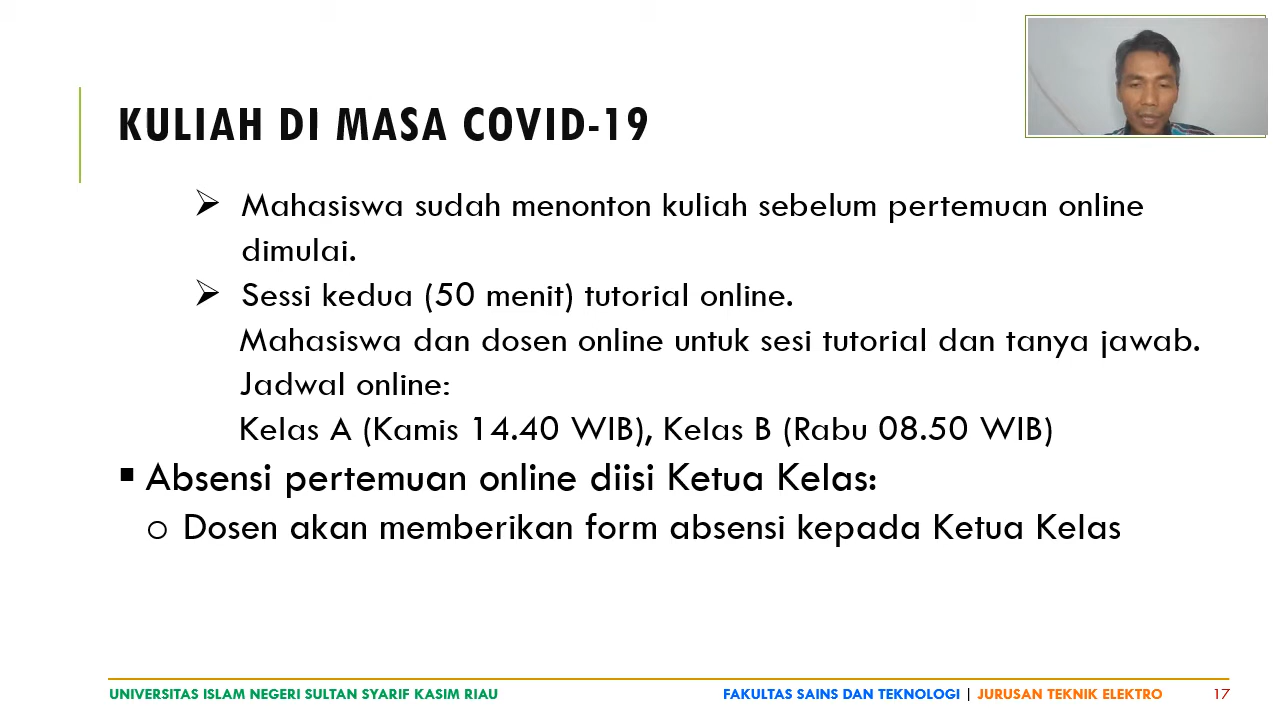 KULIAH DI MASA COVID-19
➢ Mahasiswa sudah menonton kuliah sebelum pertemuan online
dimulai.
➢ Sessi kedua (50 menit) tutorial online.
Mahasiswa dan dosen online untuk sesi tutorial dan tanya jawab.
Jadwal online:
Kelas A (Kamis 14.40 WIB), Kelas B (Rabu 08.50 WIB)
▪ Absensi pertemuan online diisi Ketua Kelas:
o Dosen akan memberikan form absensi kepada Ketua Kelas
UNIVERSITAS ISLAM NEGERI SULTAN SYARIF KASIM RIAU FAKULTAS SAINS DAN TEKNOLOGI | JURUSAN TEKNIK ELEKTRO 17